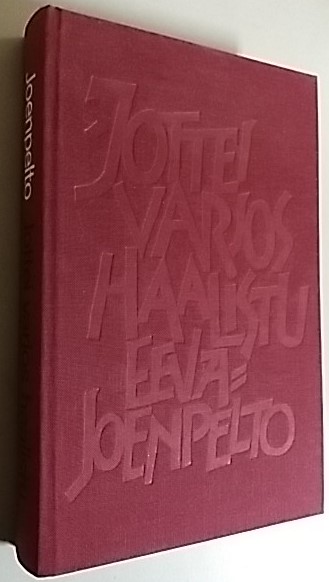 Joenpelto
JOTTEI
VARJOS
HAALISTU
EEVA=
JOENPELTO